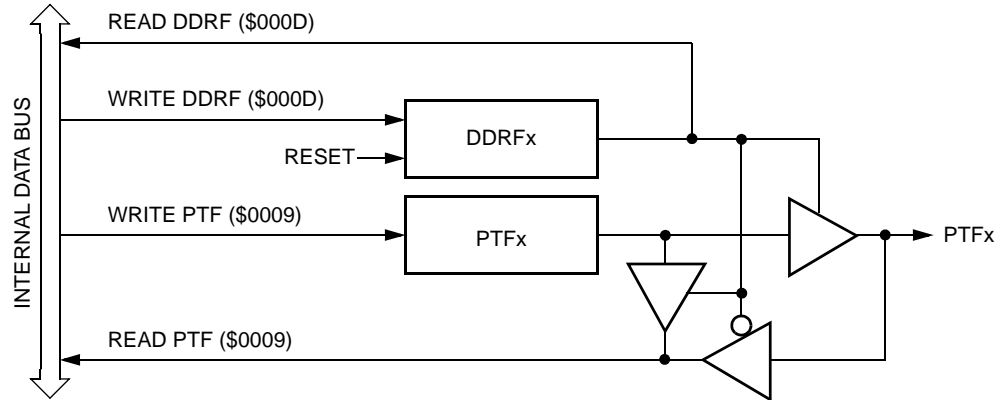 READ DDRF ($000D)
WRITE DDRF ($000D)
DDRFx
RESET
INTERNAL DATA BUS
WRITE PTF ($0009)
PTFx
PTFx
READ PTF ($0009)